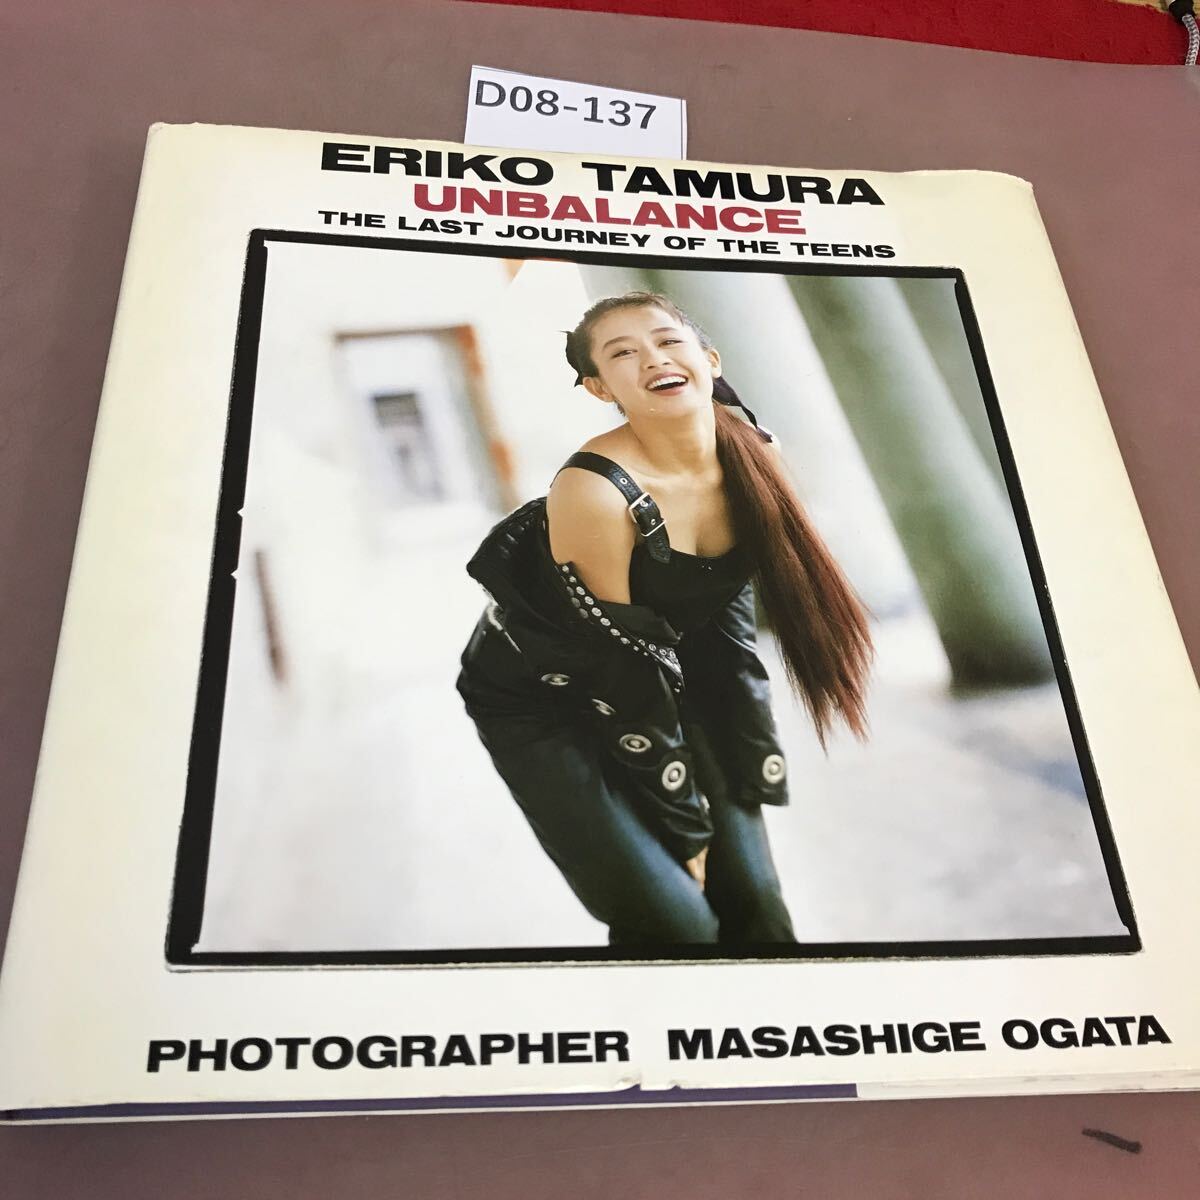 D08-137
ERIKO TAMURA
UNBALANCE
THE LAST JOURNEY OF THE TEENS
PHOTOGRAPHER MASASHIGE OGATA